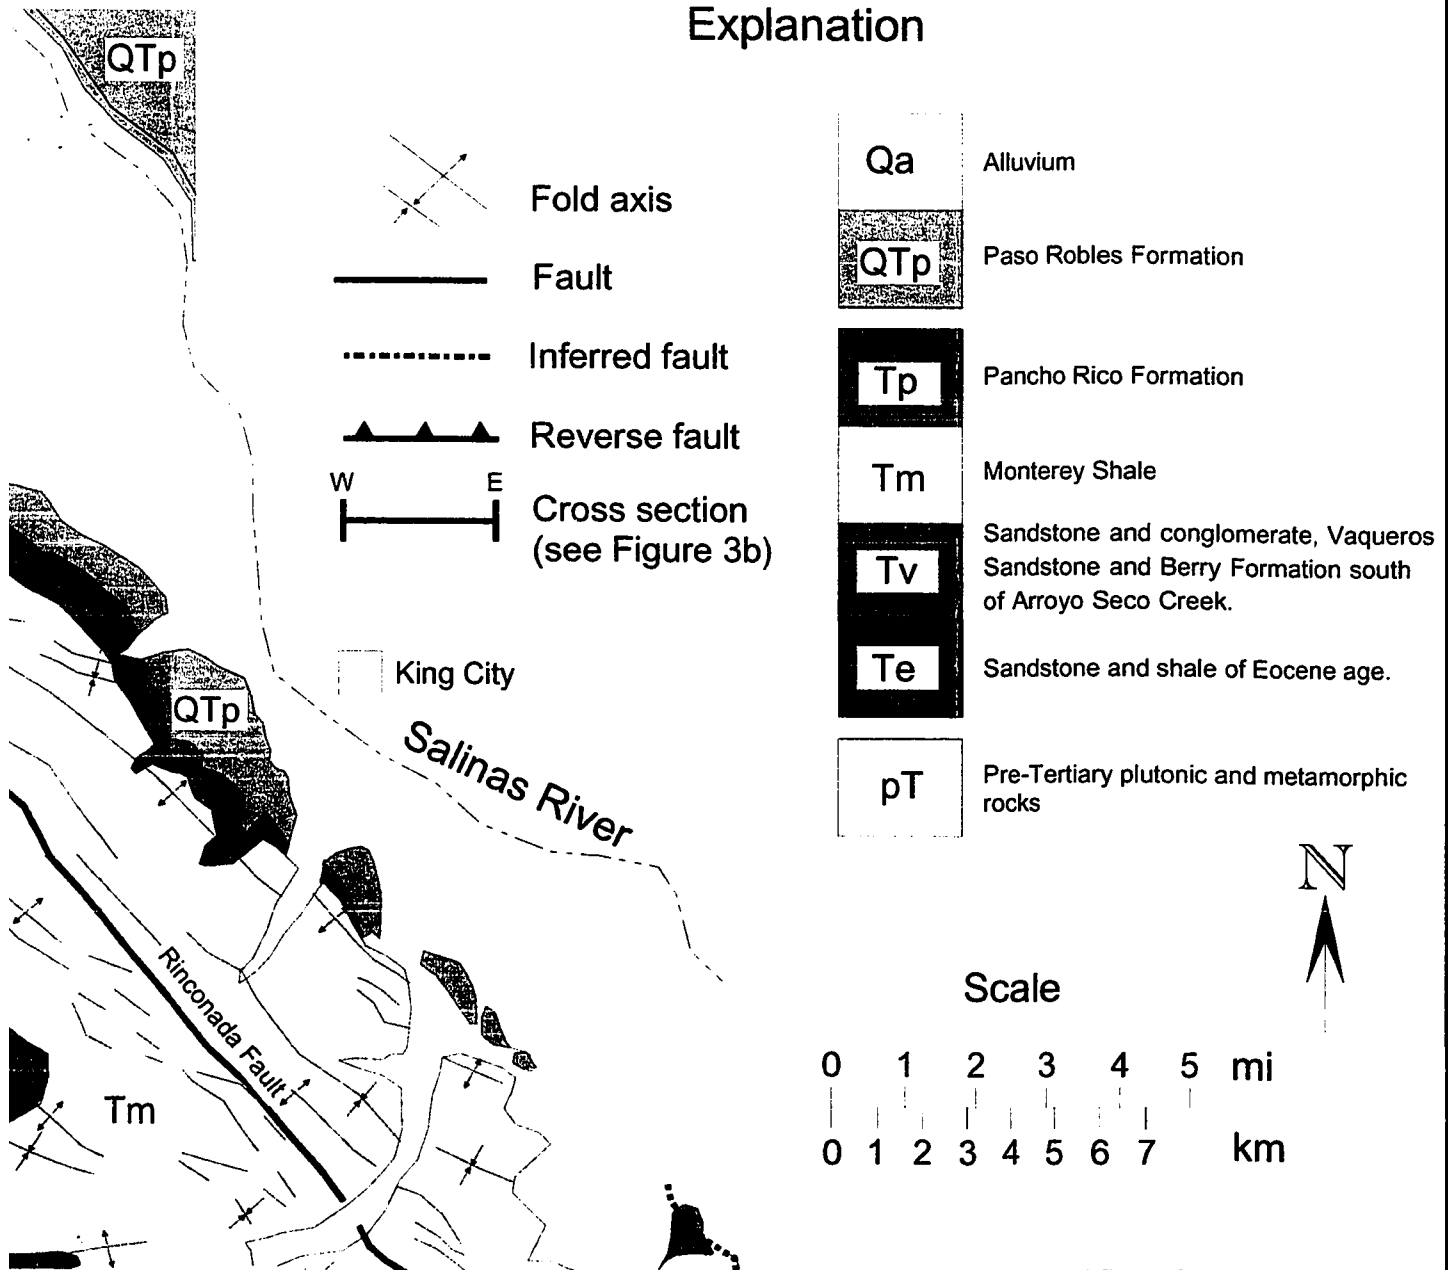 Explanation
QTp
Fold axis
Fault
Inferred fault
Reverse fault
W E
Cross section
(see Figure 3b)
King City
Qa Alluvium
QTp Paso Robles Formation
Tp Pancho Rico Formation
Tm Monterey Shale
Tv Sandstone and conglomerate, Vaqueros
Sandstone and Berry Formation south
of Arroyo Seco Creek.
Te Sandstone and shale of Eocene age.
pT Pre-Tertiary plutonic and metamorphic
rocks
QTp
Salinas River
Rinconada Fault
Tm
N
Scale
0 1 2 3 4 5 mi
0 1 2 3 4 5 6 7 km